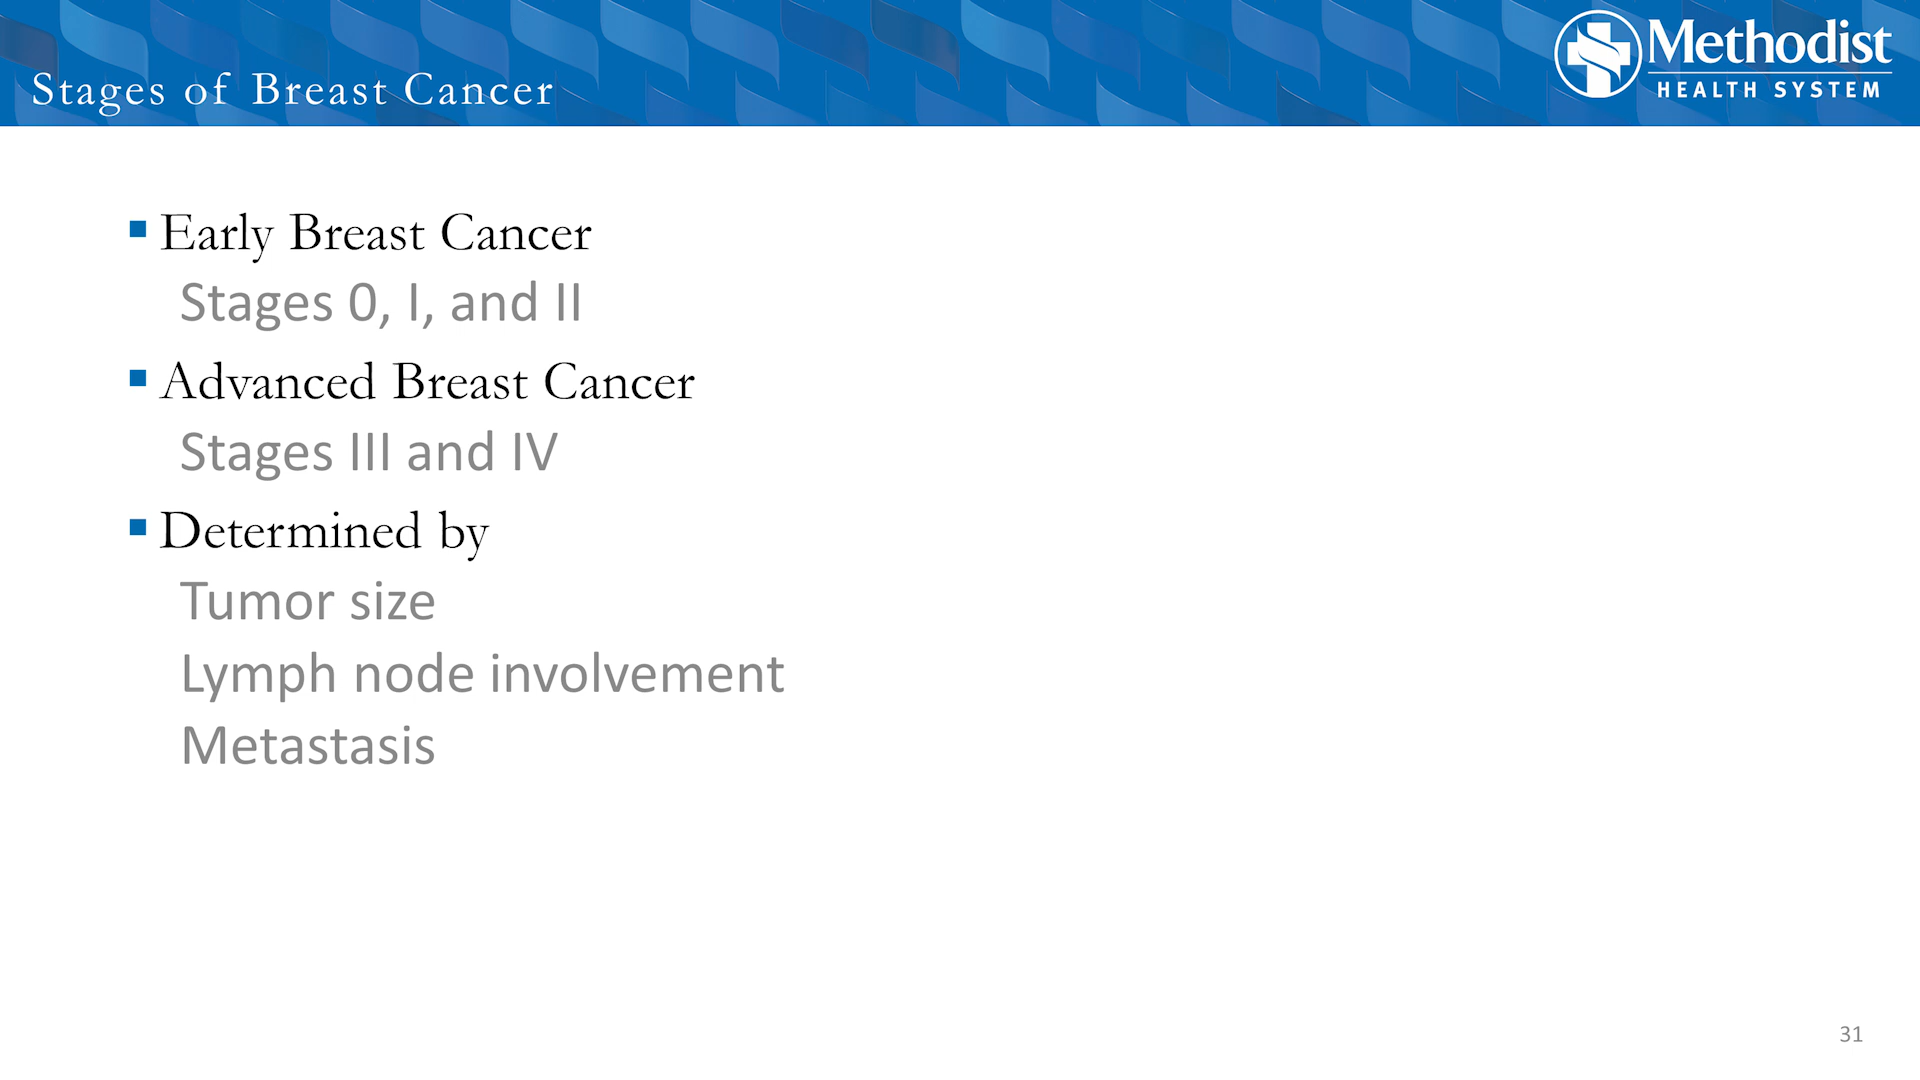 Stages of Breast Cancer
Methodist
HEALTH SYSTEM
Early Breast Cancer
Stages 0, I, and II
Advanced Breast Cancer
Stages III and IV
Determined by
Tumor size
Lymph node involvement
Metastasis
31